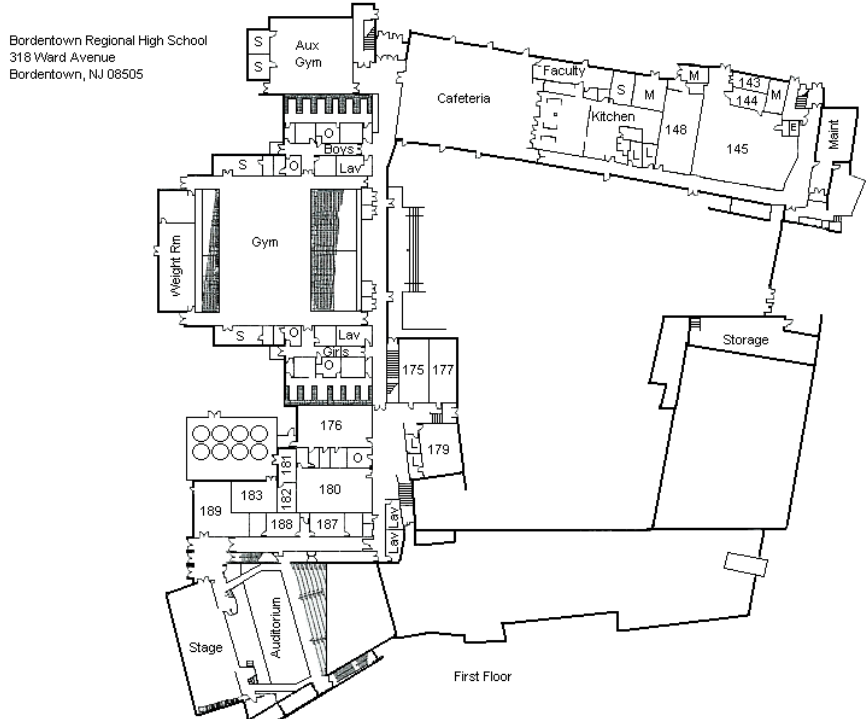 Bordentown Regional High School
318 Ward Avenue
Bordentown, NJ 08505
S
S
Aux
Gym
Cafeteria
Faculty
S
M
Kitchen
L
L
148
M
143
144
M
145
E
Maint
O
Boys
S
O
Lav
Weight Rm
Gym
S
O
Lav
Girls
O
Storage
175
177
176
O
179
L
L
181
182
180
183
189
188
187
Lav
Lav
Stage
Auditorium
First Floor